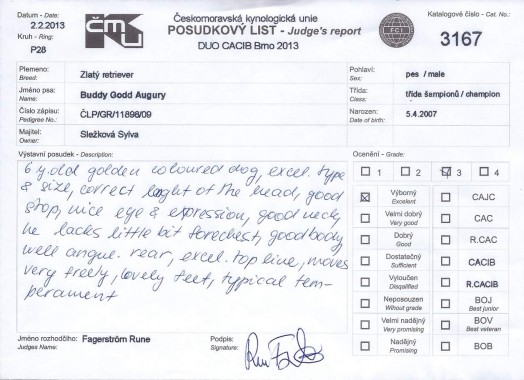 Datum - Date:
2.2.2013
Kruh - Ring:
P28
ČMKU
Českomoravská kynologická unie
POSUDKOVÝ LIST - Judge's report
DUO CACIB Brno 2013
FCI
Katalogové číslo - Cat. No.:
3167
Plemeno:
Breed:
Zlatý retriever
Pohlaví:
sex:
pes / male
Jméno psa:
Name:
Buddy Godd Augury
Třída:
Class:
třída šampionů / champion
Číslo zápisu:
Pedigree No.:
ČLP/GR/11898/09
Narozen:
Date of birth:
5.4.2007
Majitel:
Owner:
Sležková Sylva
Výstavní posudek - Description:
6 y.old golden coloured dog, excel. type
& size, correct lenght of the head, good
stop, nice eye & expression, good neck,
he lacks little bit forechest, good body
well angul. rear, excel. top line, moves
very freely, lovely feet, typical tem-
perament
Ocenění - Grade:
1 2 3 4
Výborný
Excelent
CAJC
Velmi dobrý
Very good
CAC
Dobrý
Good
R.CAC
Dostatečný
Sufficient
CACIB
Vyloučen
Disqalified
R.CACIB
Neposouzen
Wihout grade
BOJ
Best junior
Velmi nadějný
Very promising
BOV
Best veteran
Nadějný
Promising
BOB
Jméno rozhodčího:
Judges Name:
Fagerström Rune
Podpis:
Signature: